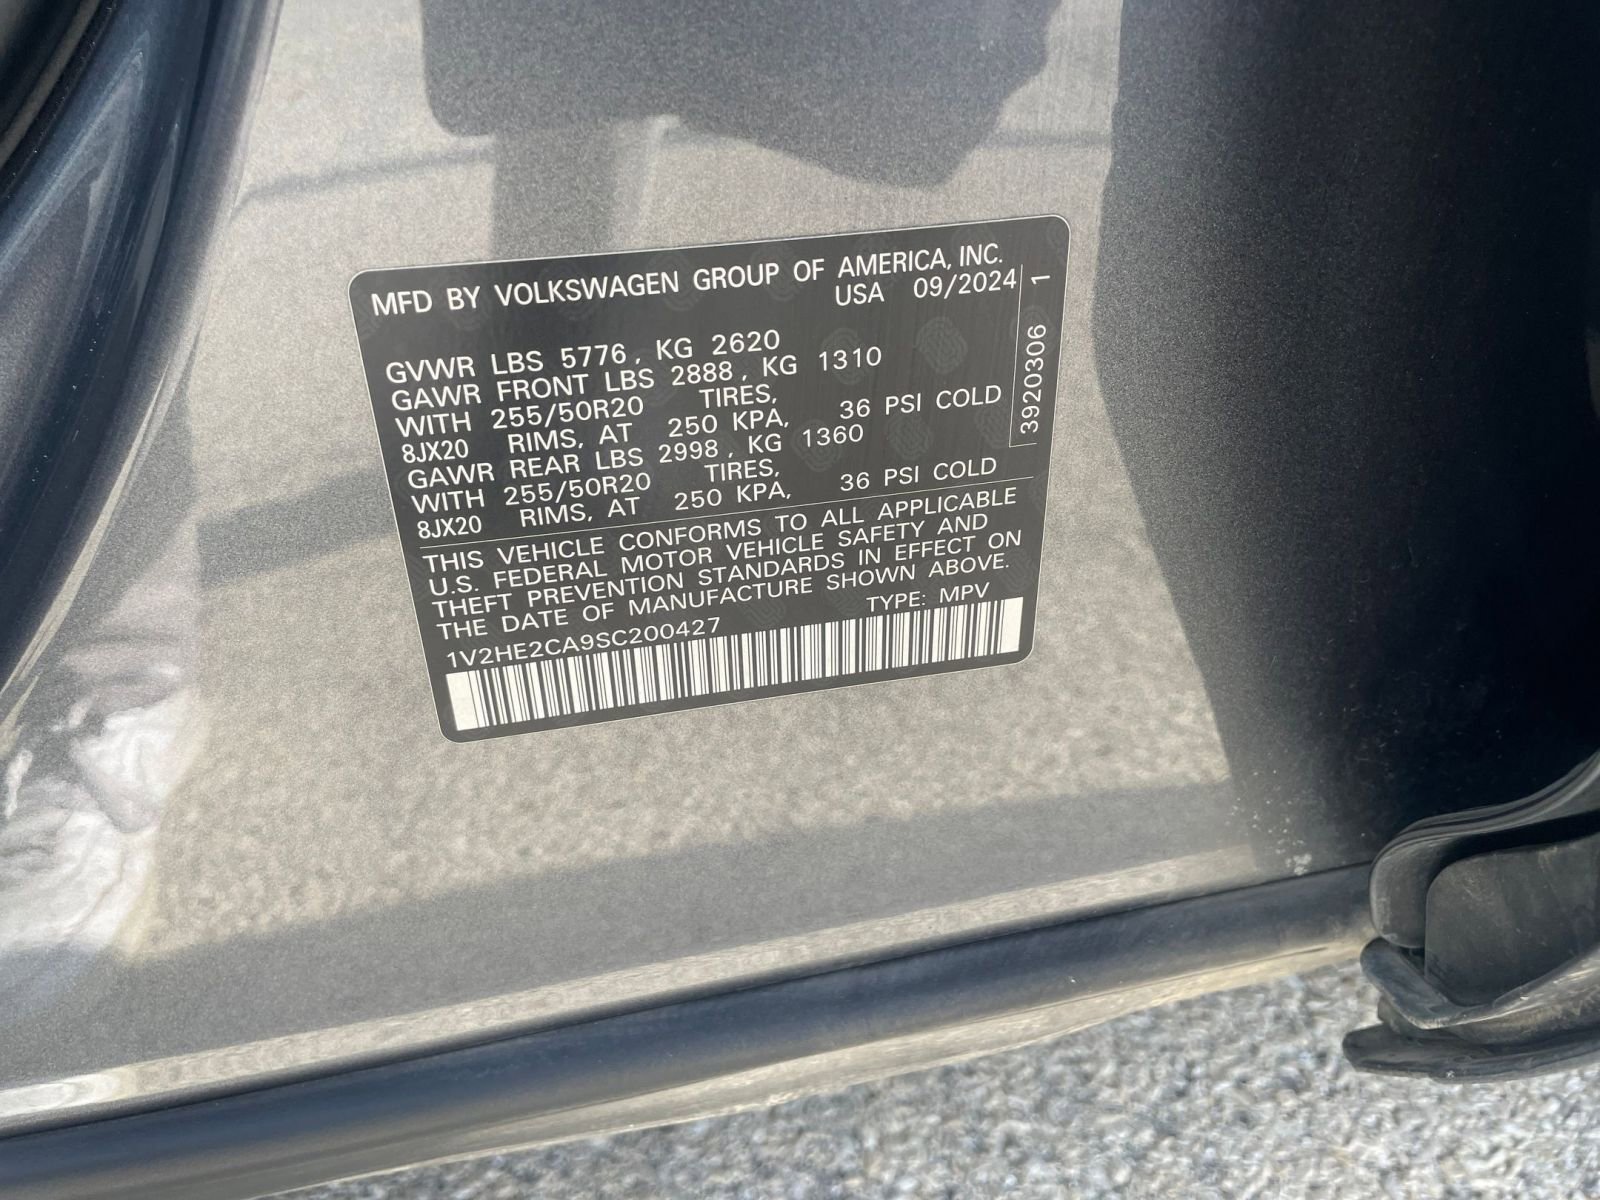 MFD BY VOLKSWAGEN GROUP OF AMERICA, INC.
USA 09/2024
GVWR LBS 5776, KG 2620
GAWR FRONT LBS 2888, KG 1310
WITH 255/50R20 TIRES,
8JX20 RIMS, AT 250 KPA, 36 PSI COLD
GAWR REAR LBS 2998, KG 1360
WITH 255/50R20 TIRES,
8JX20 RIMS, AT 250 KPA, 36 PSI COLD
3920306 1
THIS VEHICLE CONFORMS TO ALL APPLICABLE
U.S. FEDERAL MOTOR VEHICLE SAFETY AND
THEFT PREVENTION STANDARDS IN EFFECT ON
THE DATE OF MANUFACTURE SHOWN ABOVE.
1V2HE2CA9SC200427 TYPE: MPV